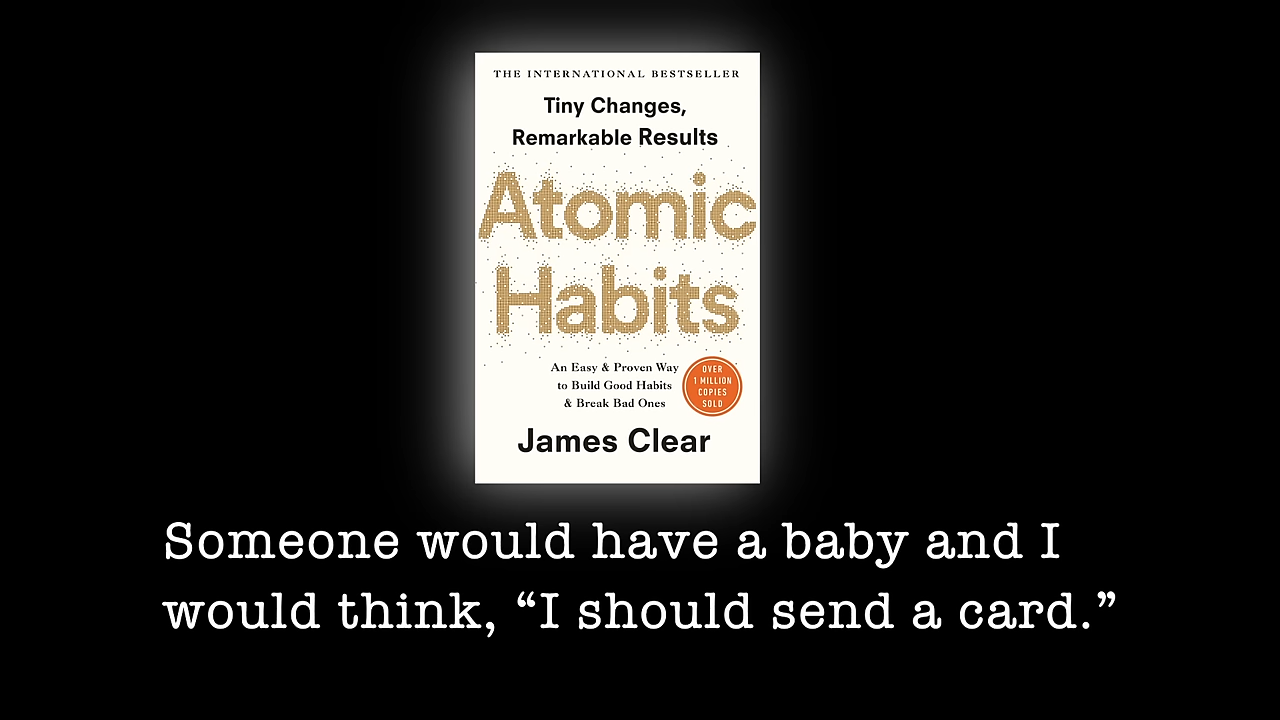 THE INTERNATIONAL BESTSELLER
Tiny Changes,
Remarkable Results
Atomic
Habits
An Easy & Proven Way
to Build Good Habits
& Break Bad Ones
OVER
1 MILLION
COPIES
SOLD
James Clear
Someone would have a baby and I
would think, “I should send a card.”